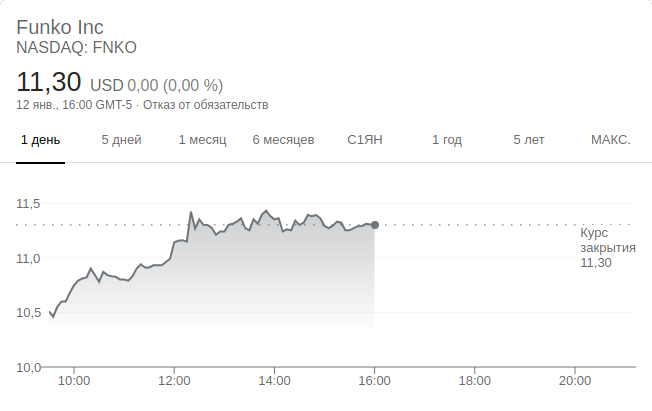 Funko Inc
NASDAQ: FNKO
11,30 USD 0,00 (0,00 %)
12 янв., 16:00 GMT-5 · Отказ от обязательств
1 день 5 дней 1 месяц 6 месяцев С1ЯН 1 год 5 лет МАКС.
11,5
11,0
10,5
10,0
Курс
закрытия
11,30
10:00 12:00 14:00 16:00 18:00 20:00